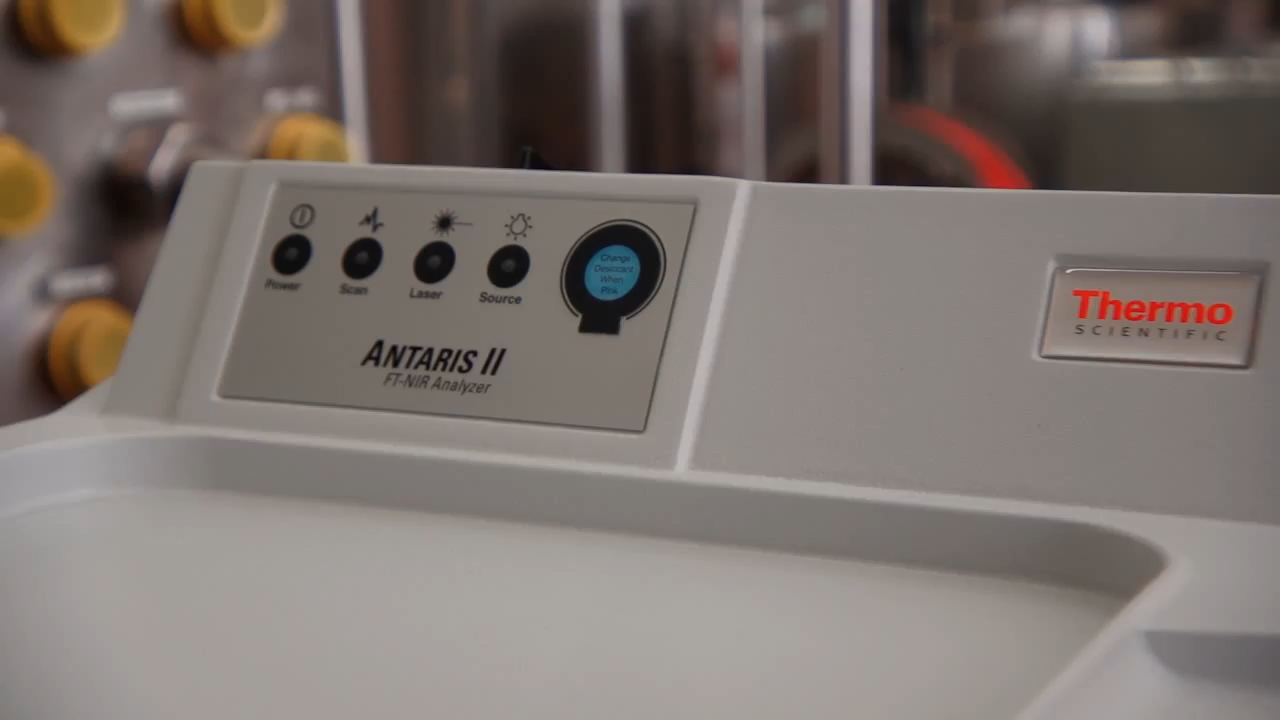 Power
Scan
Laser
Source
Change
Desiccant
When
Pink
ANTARIS II
FT-NIR Analyzer
Thermo
SCIENTIFIC